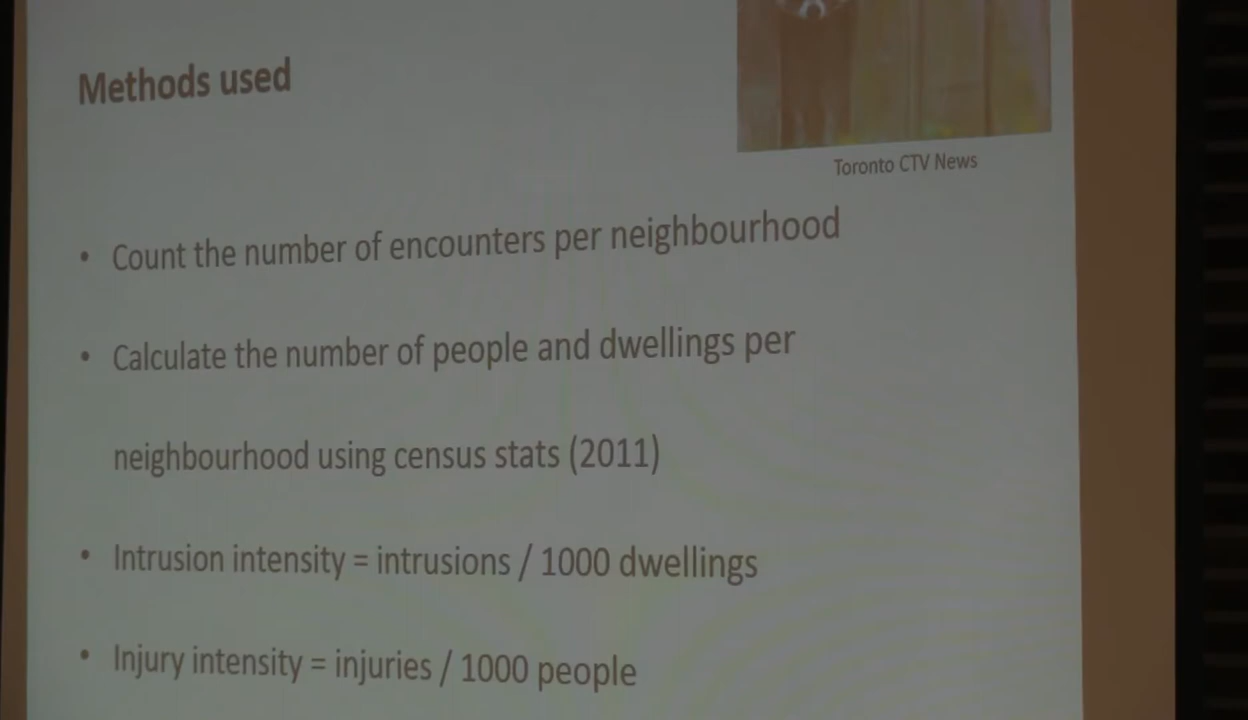 Methods used
Toronto CTV News
• Count the number of encounters per neighbourhood
• Calculate the number of people and dwellings per
neighbourhood using census stats (2011)
• Intrusion intensity = intrusions / 1000 dwellings
• Injury intensity = injuries / 1000 people